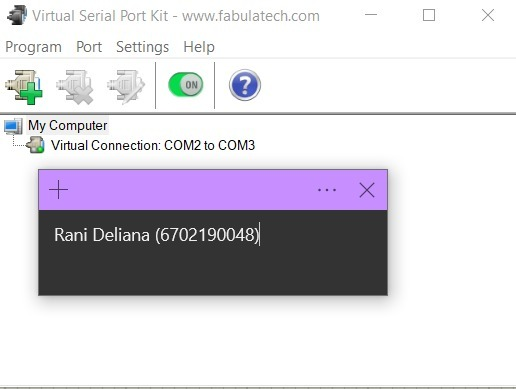 Virtual Serial Port Kit - www.fabulatech.com
Program Port Settings Help
ON
?
My Computer
Virtual Connection: COM2 to COM3
Rani Deliana (6702190048)